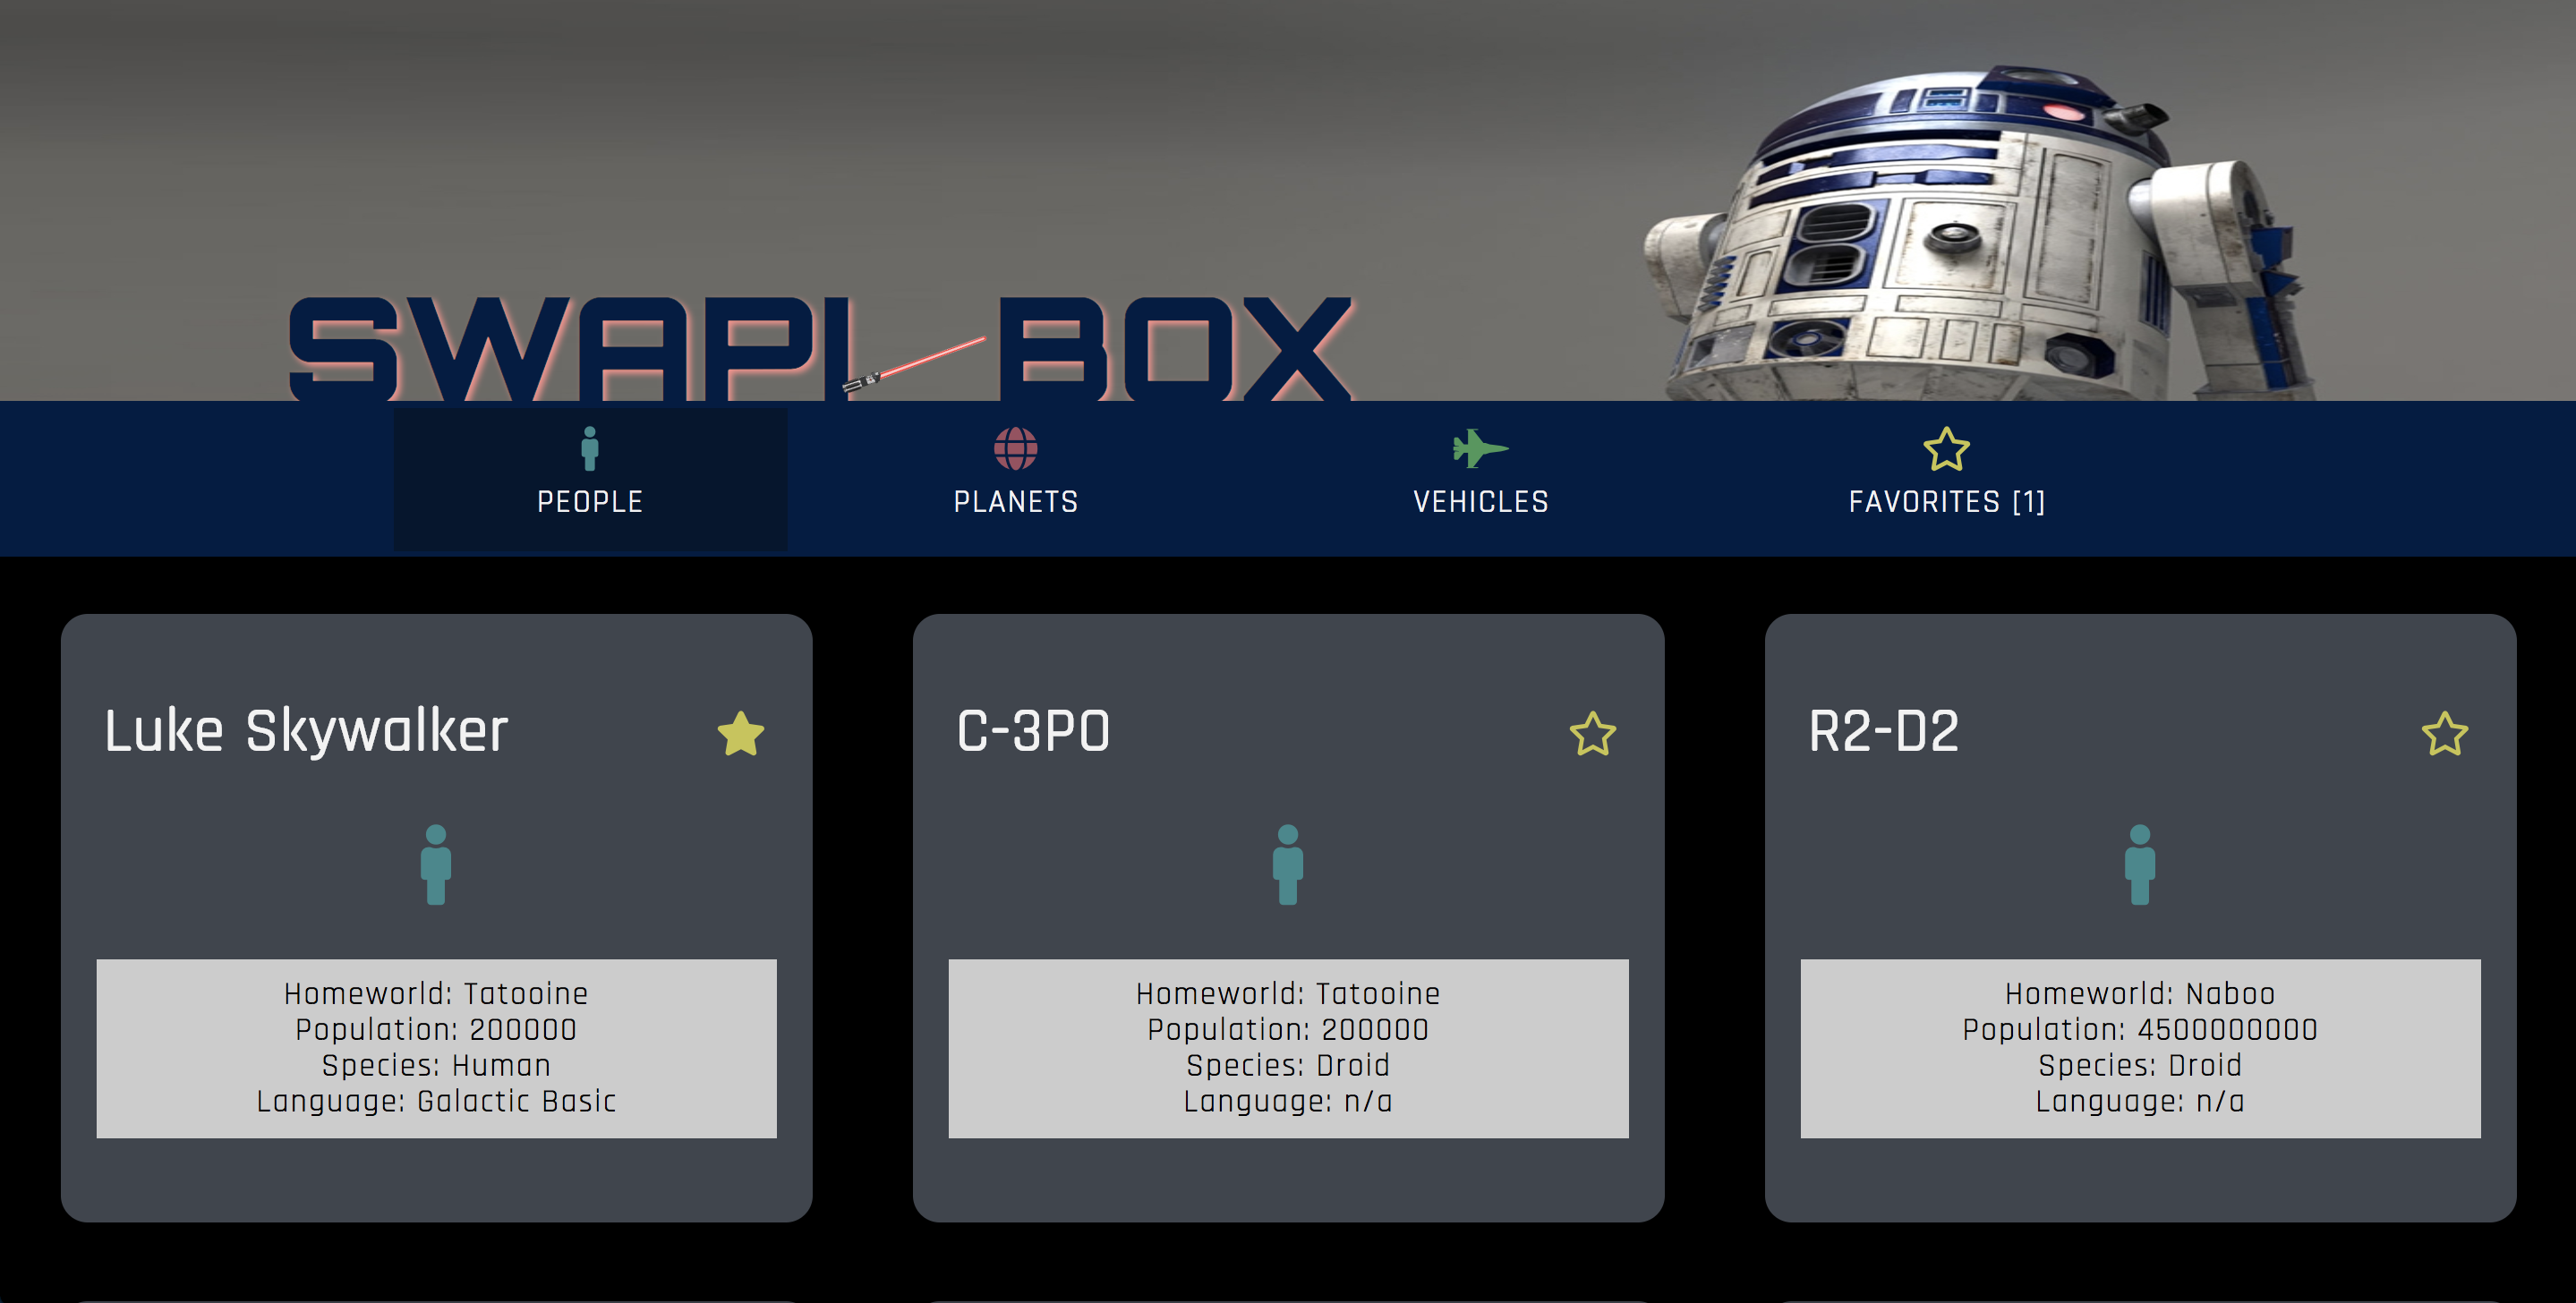 SWAPI-BOX
PEOPLE
PLANETS
VEHICLES
FAVORITES [1]
Luke Skywalker
Homeworld: Tatooine
Population: 200000
Species: Human
Language: Galactic Basic
C-3PO
Homeworld: Tatooine
Population: 200000
Species: Droid
Language: n/a
R2-D2
Homeworld: Naboo
Population: 4500000000
Species: Droid
Language: n/a